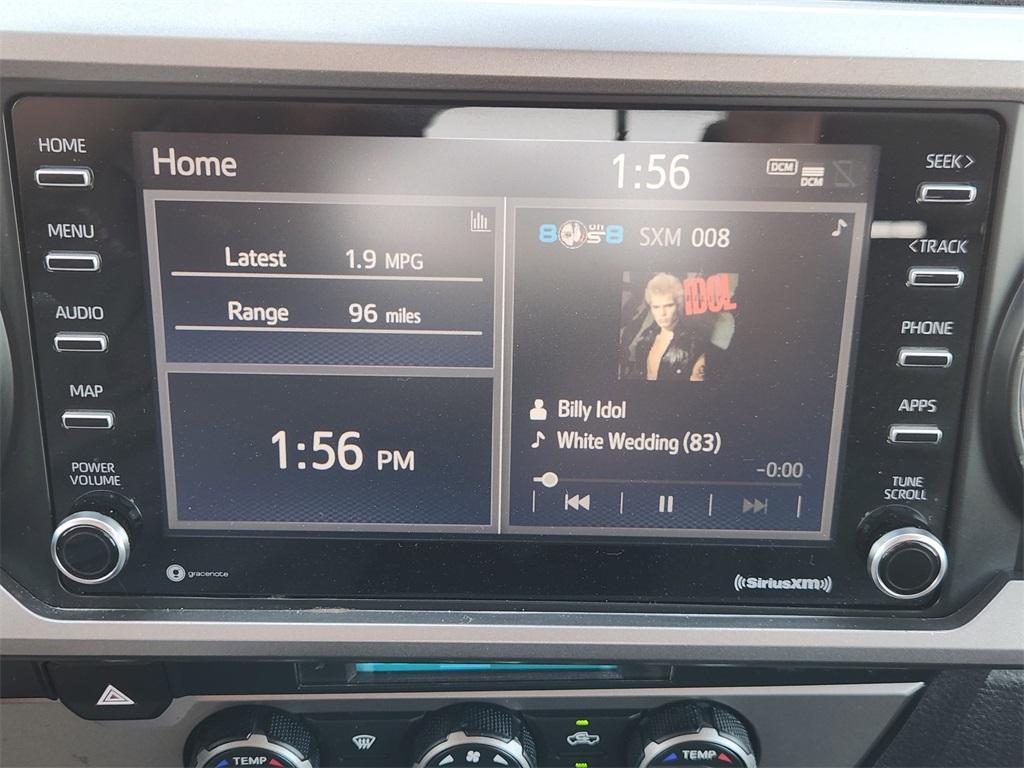 HOME
MENU
AUDIO
MAP
POWER
VOLUME
Home
1:56
DCM
DCM
Latest 1.9 MPG
Range 96 miles
1:56 PM
80s on 8
SXM 008
IDOL
Billy Idol
White Wedding (83)
-0:00
SEEK>
<TRACK
PHONE
APPS
TUNE
SCROLL
gracenote
((SiriusXM))
TEMP
TEMP